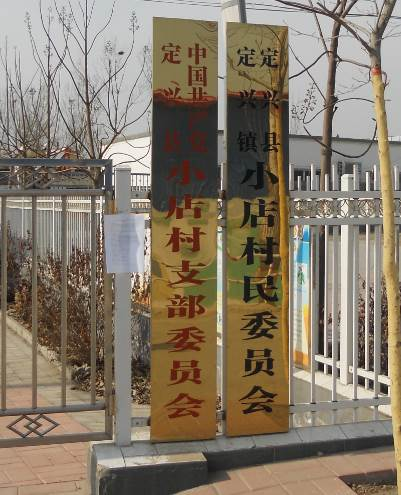 中国共产党
定兴县
小店村支部委员会
定兴县
定兴镇
小店村民委员会